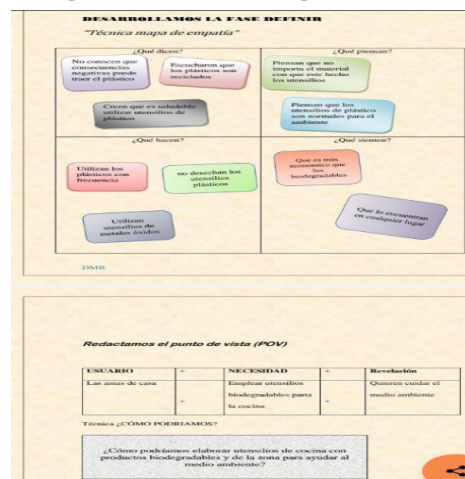 DESARROLLAMOS LA FASE DEFINIR
"Técnica mapa de empatía"
¿Qué dicen?
No conocen que
consecuencias
negativas puede
traer el plástico
Escucharon que
los plásticos son
reciclados
Creen que es saludable
utilizar utensilios de
plástico
¿Qué piensan?
Piensan que no
importa el material
con que este hecho
los utensilios
Piensan que los
utensilios de plástico
son normales para el
ambiente
¿Qué hacen?
Utilizan los
plásticos con
frecuencia
no desechan los
utensilios
plásticos
Utilizan
utensilios de
metales óxidos
¿Qué sienten?
Que es más
económico que
los
biodegradables
Que lo encuentran
en cualquier lugar
DMB
Redactamos el punto de vista (POV)
USUARIO + NECESIDAD + Revelación
Las amas de casa + Emplear utensilios + Quieren cuidar el
biodegradables parta medio ambiente
la cocina
Técnica ¿CÓMO PODRIAMOS?
¿Cómo podríamos elaborar utensilios de cocina con
productos biodegradables y de la zona para ayudar al
medio ambiente?